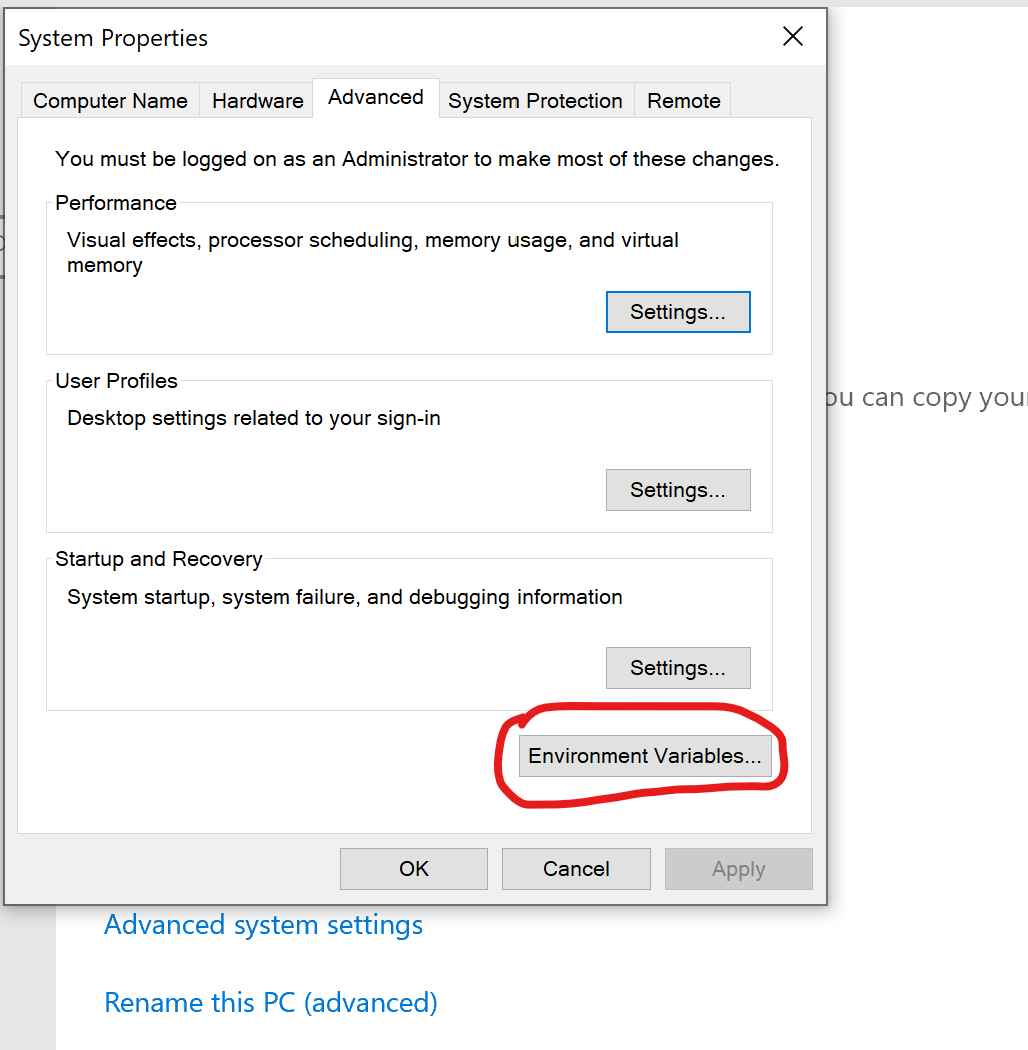 System Properties
Computer Name
Hardware
Advanced
System Protection
Remote
You must be logged on as an Administrator to make most of these changes.
Performance
Visual effects, processor scheduling, memory usage, and virtual
memory
Settings...
User Profiles
Desktop settings related to your sign-in
Settings...
Startup and Recovery
System startup, system failure, and debugging information
Settings...
Environment Variables...
OK
Cancel
Apply
ou can copy your
Advanced system settings
Rename this PC (advanced)